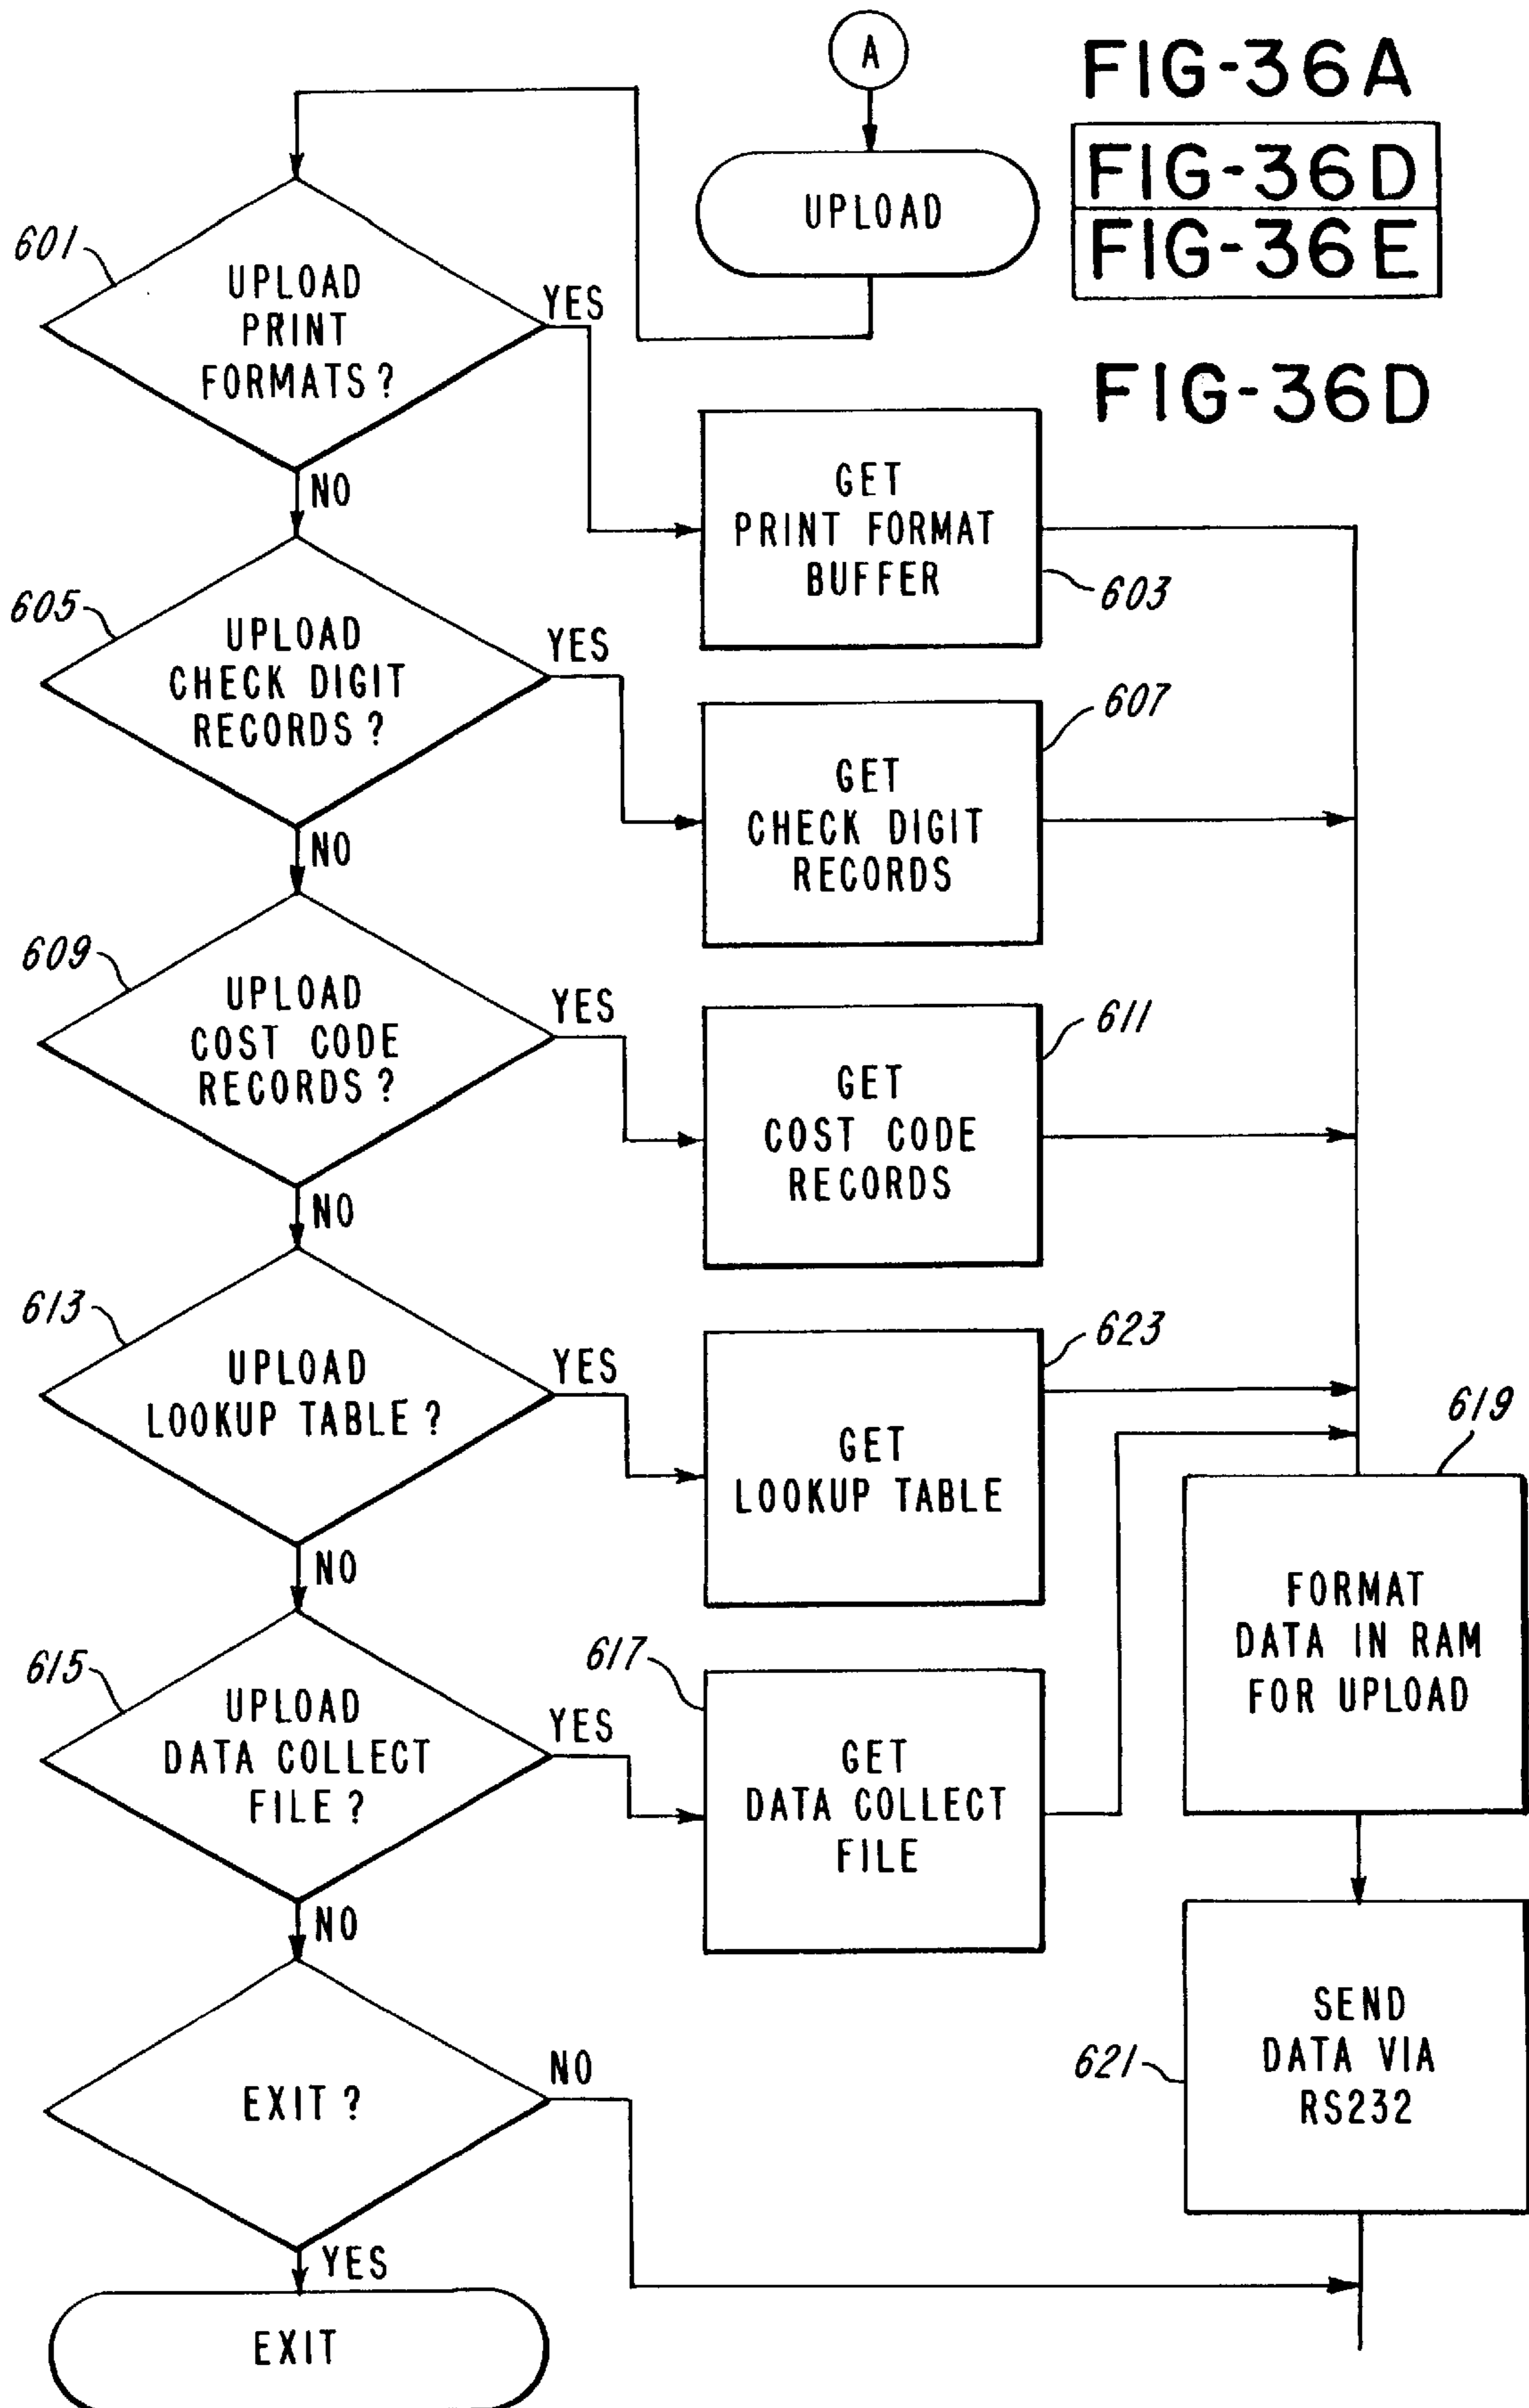 A
FIG-36A
FIG-36D
FIG-36E
UPLOAD
FIG-36D
601
UPLOAD
PRINT
FORMATS ?
YES
NO
GET
PRINT FORMAT
BUFFER
603
605
UPLOAD
CHECK DIGIT
RECORDS ?
YES
NO
607
GET
CHECK DIGIT
RECORDS
609
UPLOAD
COST CODE
RECORDS ?
YES
NO
611
GET
COST CODE
RECORDS
613
UPLOAD
LOOKUP TABLE ?
YES
NO
623
GET
LOOKUP TABLE
619
FORMAT
DATA IN RAM
FOR UPLOAD
615
UPLOAD
DATA COLLECT
FILE ?
YES
NO
617
GET
DATA COLLECT
FILE
621
SEND
DATA VIA
RS232
EXIT ?
NO
YES
EXIT